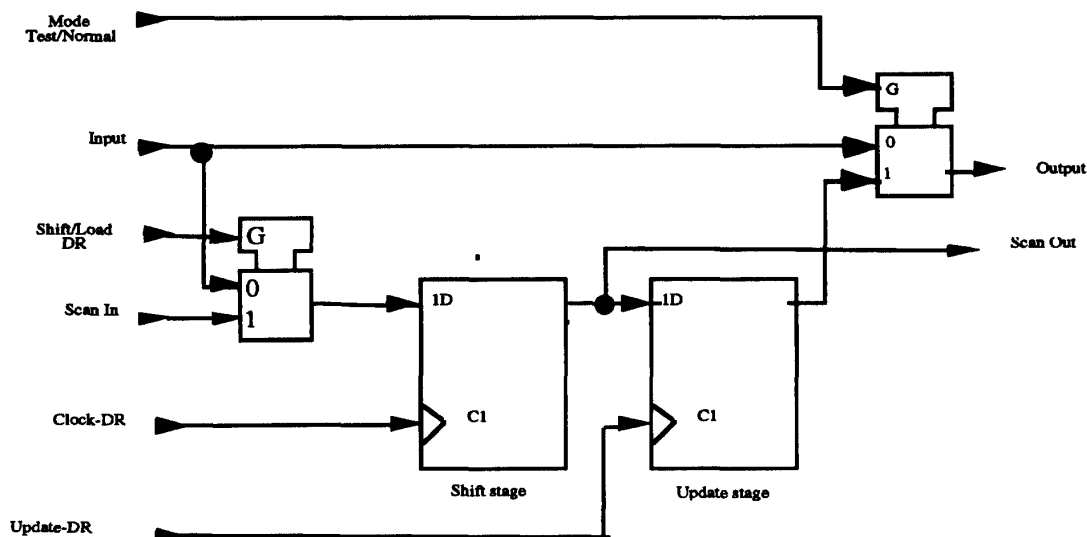 Mode
Test/Normal
G
Input
0
1
Output
Shift/Load
DR
G
Scan Out
0
1
Scan In
1D
1D
Clock-DR
C1
C1
Shift stage
Update stage
Update-DR